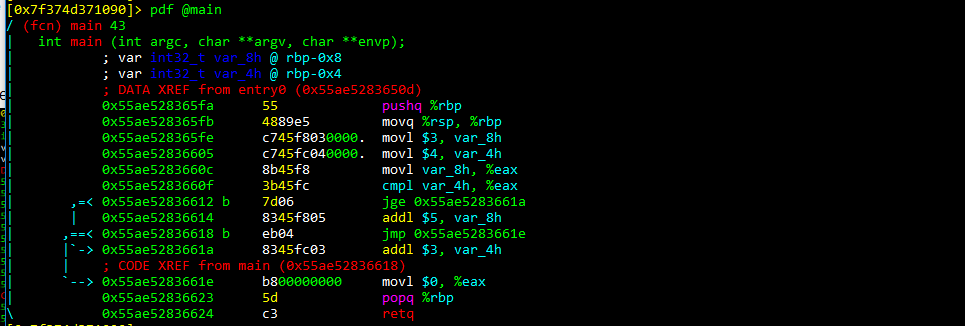 [0x7f374d371090]> pdf @main
/ (fcn) main 43
|   int main (int argc, char **argv, char **envp);
|           ; var int32_t var_8h @ rbp-0x8
|           ; var int32_t var_4h @ rbp-0x4
|           ; DATA XREF from entry0 (0x55ae5283650d)
|           0x55ae528365fa      55             pushq %rbp
|           0x55ae528365fb      4889e5         movq %rsp, %rbp
|           0x55ae528365fe      c745f8030000.  movl $3, var_8h
|           0x55ae52836605      c745fc040000.  movl $4, var_4h
|           0x55ae5283660c      8b45f8         movl var_8h, %eax
|           0x55ae5283660f      3b45fc         cmpl var_4h, %eax
|       ,=< 0x55ae52836612 b    7d06           jge 0x55ae5283661a
|       |   0x55ae52836614      8345f805       addl $5, var_8h
|      ,==< 0x55ae52836618 b    eb04           jmp 0x55ae5283661e
|      |`-> 0x55ae5283661a      8345fc03       addl $3, var_4h
|      |    ; CODE XREF from main (0x55ae52836618)
|      `--> 0x55ae5283661e      b800000000     movl $0, %eax
|           0x55ae52836623      5d             popq %rbp
\           0x55ae52836624      c3             retq